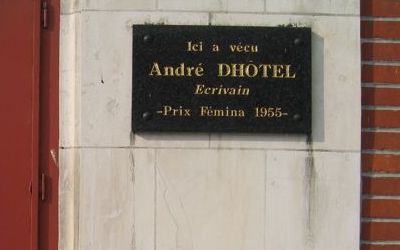 Ici a vécu
André DHÔTEL
Ecrivain
-Prix Fémina 1955-